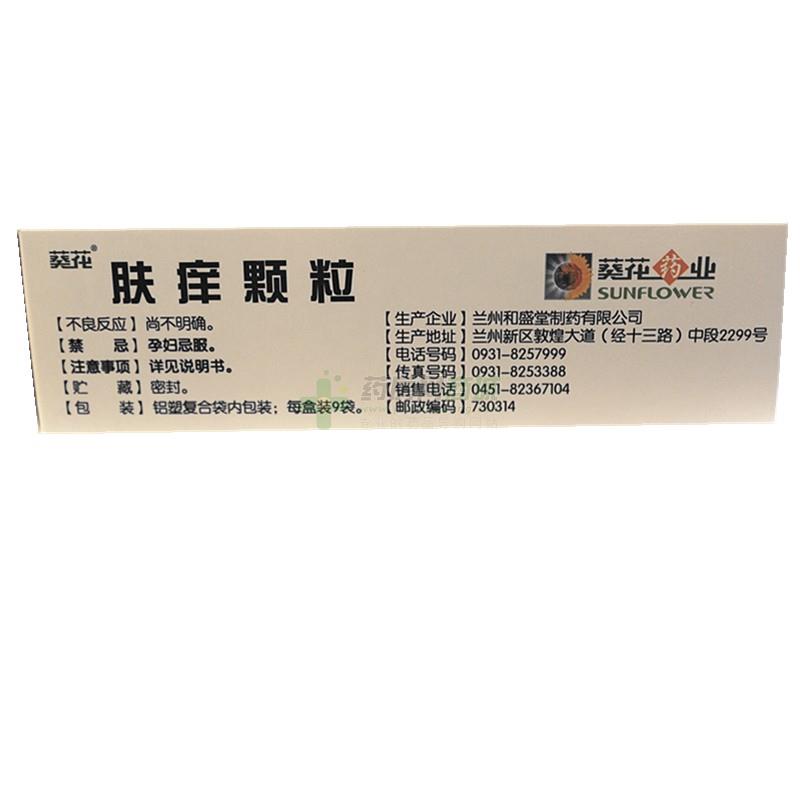 葵花®
肤痒颗粒
葵花药业
SUNFLOWER
【不良反应】尚不明确。
【禁 忌】孕妇忌服。
【注意事项】详见说明书。
【贮 藏】密封。
【包 装】铝塑复合袋内包装；每盒装9袋。
【生产企业】兰州和盛堂制药有限公司
【生产地址】兰州新区敦煌大道（经十三路）中段2299号
【电话号码】0931-8257999
【传真号码】0931-8253388
【销售电话】0451-82367104
【邮政编码】730314